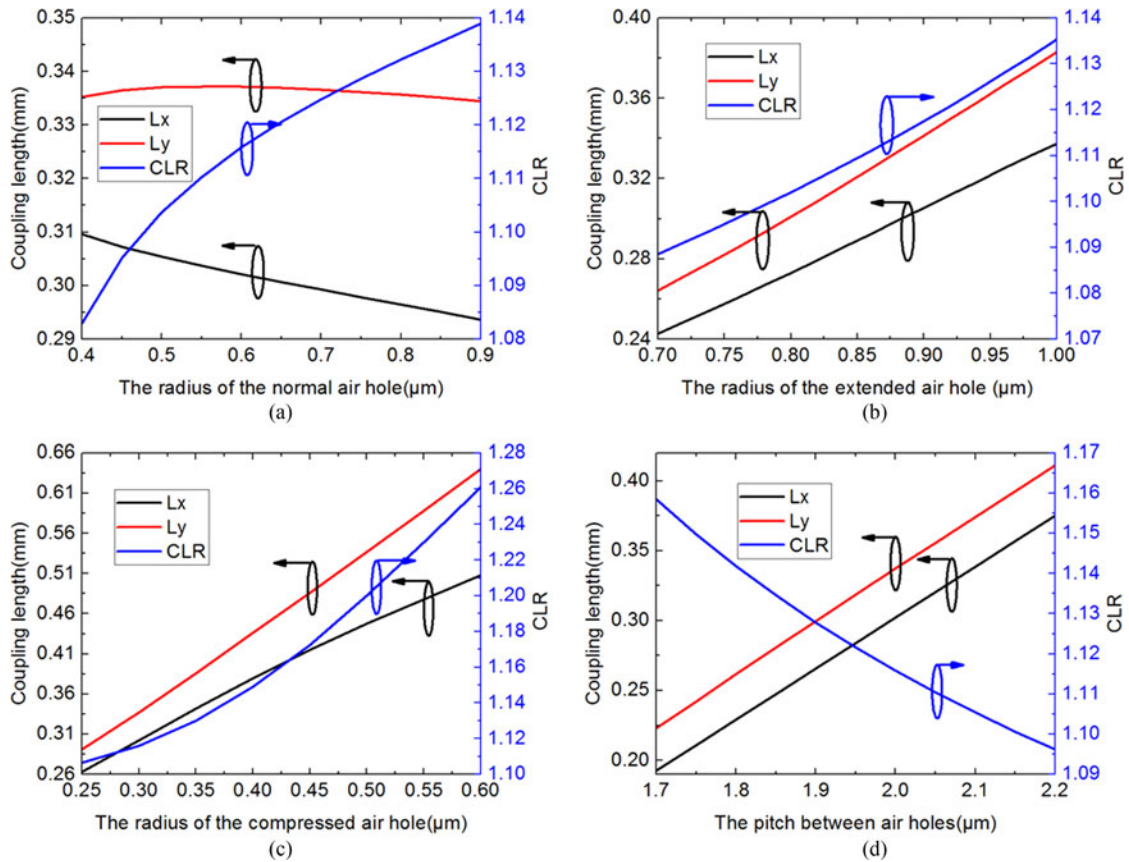 0.35
0.34
0.33
0.32
0.31
0.30
0.29
Coupling length(mm)
Lx
Ly
CLR
1.14
1.13
1.12
1.11
1.10
1.09
1.08
CLR
0.4 0.5 0.6 0.7 0.8 0.9
The radius of the normal air hole(μm)
(a)
0.40
0.36
0.32
0.28
0.24
Coupling length(mm)
Lx
Ly
CLR
1.14
1.13
1.12
1.11
1.10
1.09
1.08
1.07
CLR
0.70 0.75 0.80 0.85 0.90 0.95 1.00
The radius of the extended air hole (μm)
(b)
0.66
0.61
0.56
0.51
0.46
0.41
0.36
0.31
0.26
Coupling length(mm)
Lx
Ly
CLR
1.28
1.26
1.24
1.22
1.20
1.18
1.16
1.14
1.12
1.10
CLR
0.25 0.30 0.35 0.40 0.45 0.50 0.55 0.60
The radius of the compressed air hole(μm)
(c)
0.40
0.35
0.30
0.25
0.20
Coupling length(mm)
Lx
Ly
CLR
1.17
1.16
1.15
1.14
1.13
1.12
1.11
1.10
1.09
CLR
1.7 1.8 1.9 2.0 2.1 2.2
The pitch between air holes(μm)
(d)